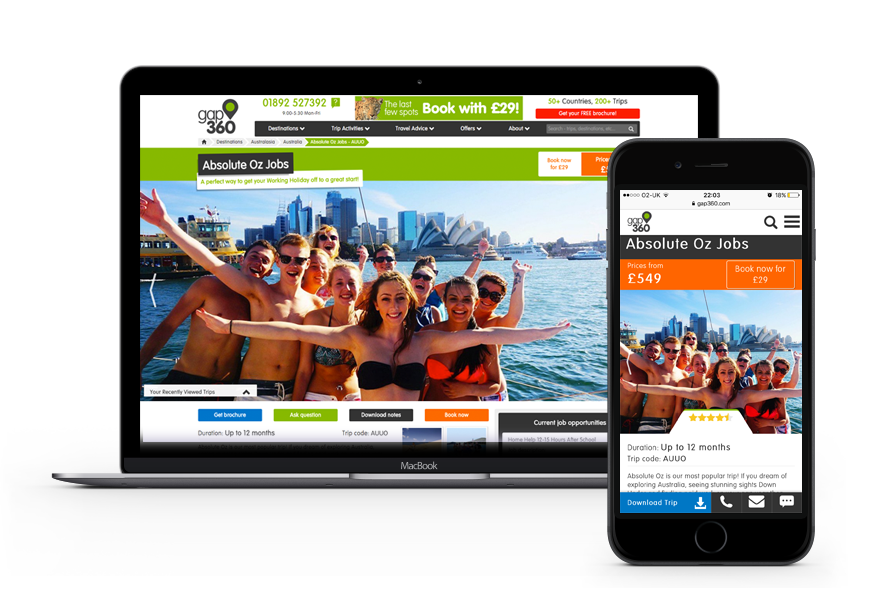 gap
360
01892 527392 ?
9:00-5:30 Mon-Fri
The last
few spots
Book with £29!
50+ Countries, 200+ Trips
Get your FREE brochure!
Destinations
Trip Activities
Travel Advice
Offers
About
Search - trips, destinations, etc...
Destinations
Australasia
Australia
Absolute Oz Jobs - AUUO
Absolute Oz Jobs
A perfect way to get your Working Holiday off to a great start!
Book now
for £29
Your Recently Viewed Trips
Get brochure
Ask question
Download notes
Book now
Duration: Up to 12 months
Trip code: AUUO
Current job opportunities
Home Help 12-15 Hours After School
MacBook
O2-UK
22:03
18%
gap360.com
gap
360
Absolute Oz Jobs
Prices from
£549
Book now for
£29
Duration: Up to 12 months
Trip code: AUUO
Absolute Oz is our most popular trip! If you dream of
exploring Australia, seeing stunning sights Down
Download Trip